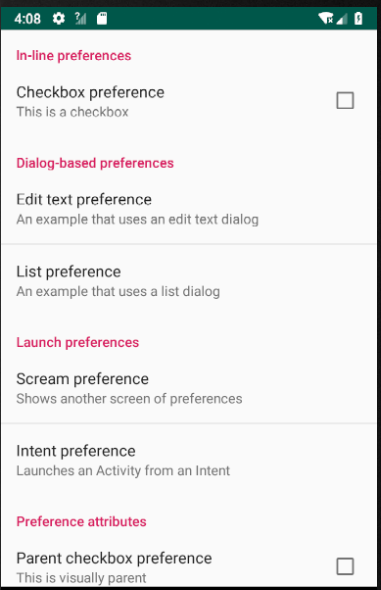 4:08
In-line preferences
Checkbox preference
This is a checkbox
Dialog-based preferences
Edit text preference
An example that uses an edit text dialog
List preference
An example that uses a list dialog
Launch preferences
Scream preference
Shows another screen of preferences
Intent preference
Launches an Activity from an Intent
Preference attributes
Parent checkbox preference
This is visually parent